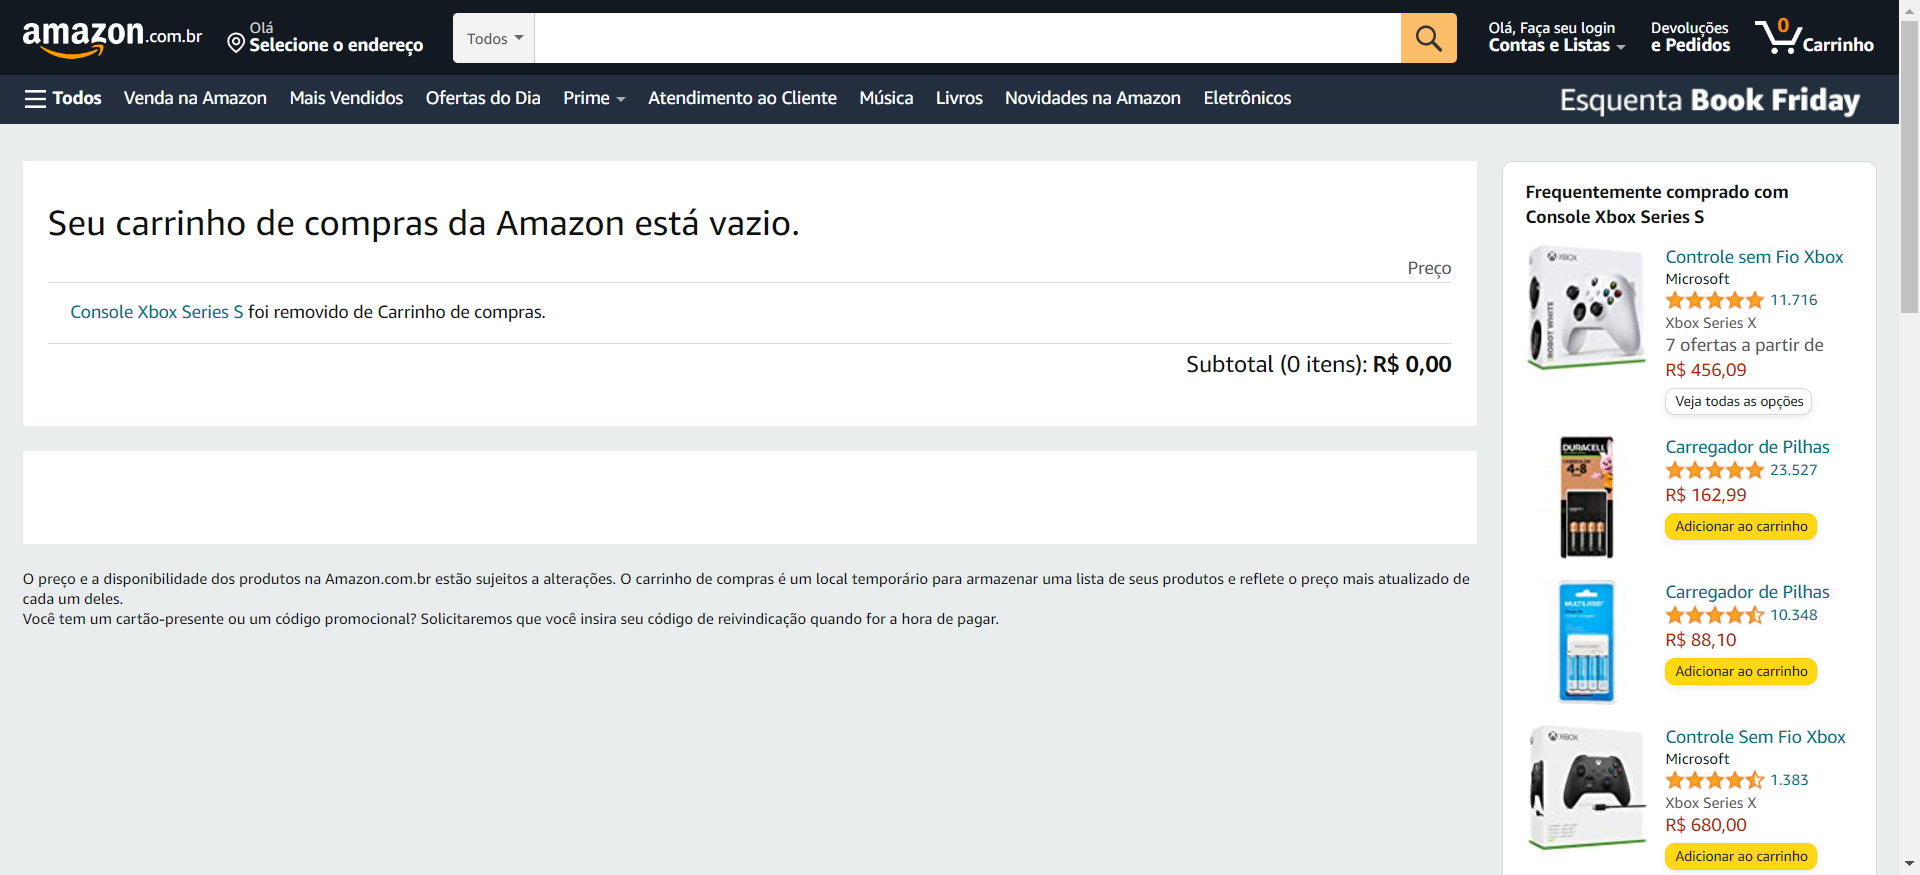 amazon.com.br
Olá
Selecione o endereço
Todos
Olá, Faça seu login
Contas e Listas
Devoluções
e Pedidos
0
Carrinho
Todos
Venda na Amazon
Mais Vendidos
Ofertas do Dia
Prime
Atendimento ao Cliente
Música
Livros
Novidades na Amazon
Eletrônicos
Esquenta Book Friday
Seu carrinho de compras da Amazon está vazio.
Preço
Console Xbox Series S foi removido de Carrinho de compras.
Subtotal (0 itens): R$ 0,00
O preço e a disponibilidade dos produtos na Amazon.com.br estão sujeitos a alterações. O carrinho de compras é um local temporário para armazenar uma lista de seus produtos e reflete o preço mais atualizado de
cada um deles.
Você tem um cartão-presente ou um código promocional? Solicitaremos que você insira seu código de reivindicação quando for a hora de pagar.
Frequentemente comprado com
Console Xbox Series S
XBOX
ROBOT WHITE
Controle sem Fio Xbox
Microsoft
11.716
Xbox Series X
7 ofertas a partir de
R$ 456,09
Veja todas as opções
DURACELL
4-8
Carregador de Pilhas
23.527
R$ 162,99
Adicionar ao carrinho
MULTILASER
Carregador de Pilhas
10.348
R$ 88,10
Adicionar ao carrinho
XBOX
Controle Sem Fio Xbox
Microsoft
1.383
Xbox Series X
R$ 680,00
Adicionar ao carrinho